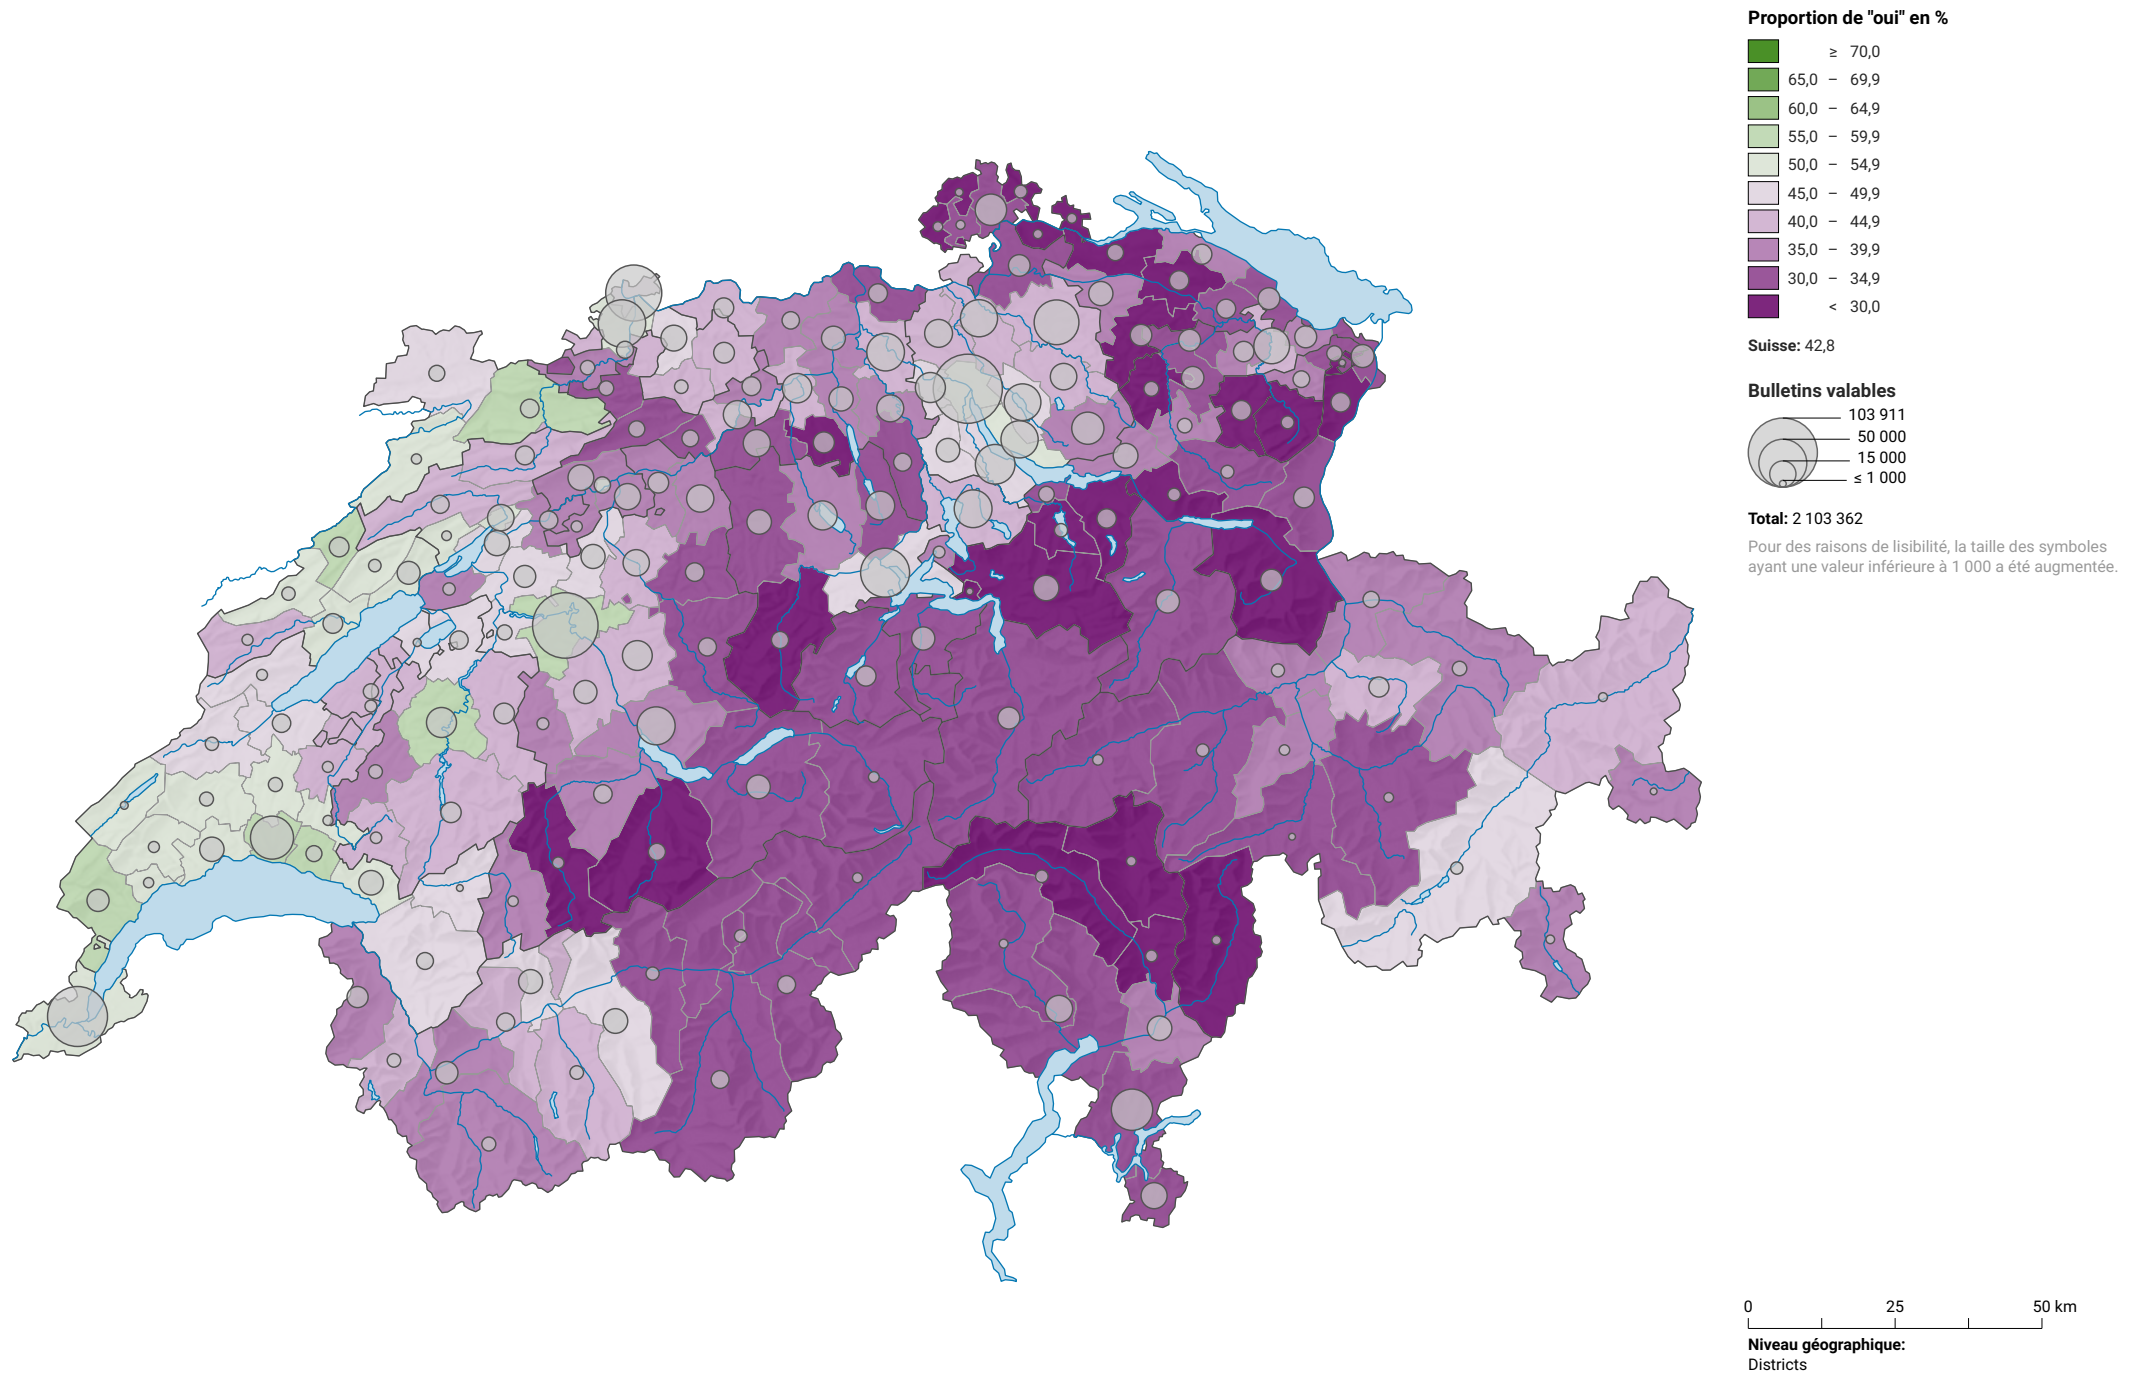 Proportion de "oui" en %
≥ 70,0
65,0 – 69,9
60,0 – 64,9
55,0 – 59,9
50,0 – 54,9
45,0 – 49,9
40,0 – 44,9
35,0 – 39,9
30,0 – 34,9
< 30,0
Suisse: 42,8
Bulletins valables
103 911
50 000
15 000
≤ 1 000
Total: 2 103 362
Pour des raisons de lisibilité, la taille des symboles
ayant une valeur inférieure à 1 000 a été augmentée.
0 25 50 km
Niveau géographique:
Districts